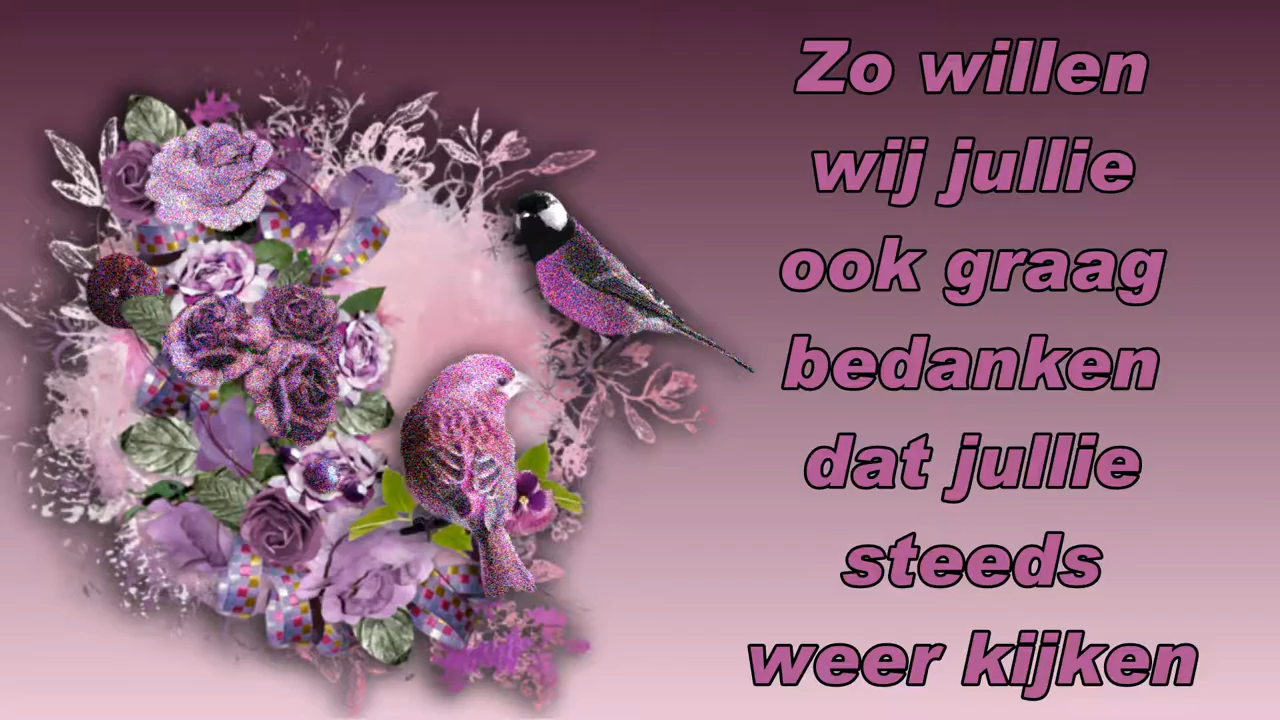 Zo willen
wij jullie
ook graag
bedanken
dat jullie
steeds
weer kijken